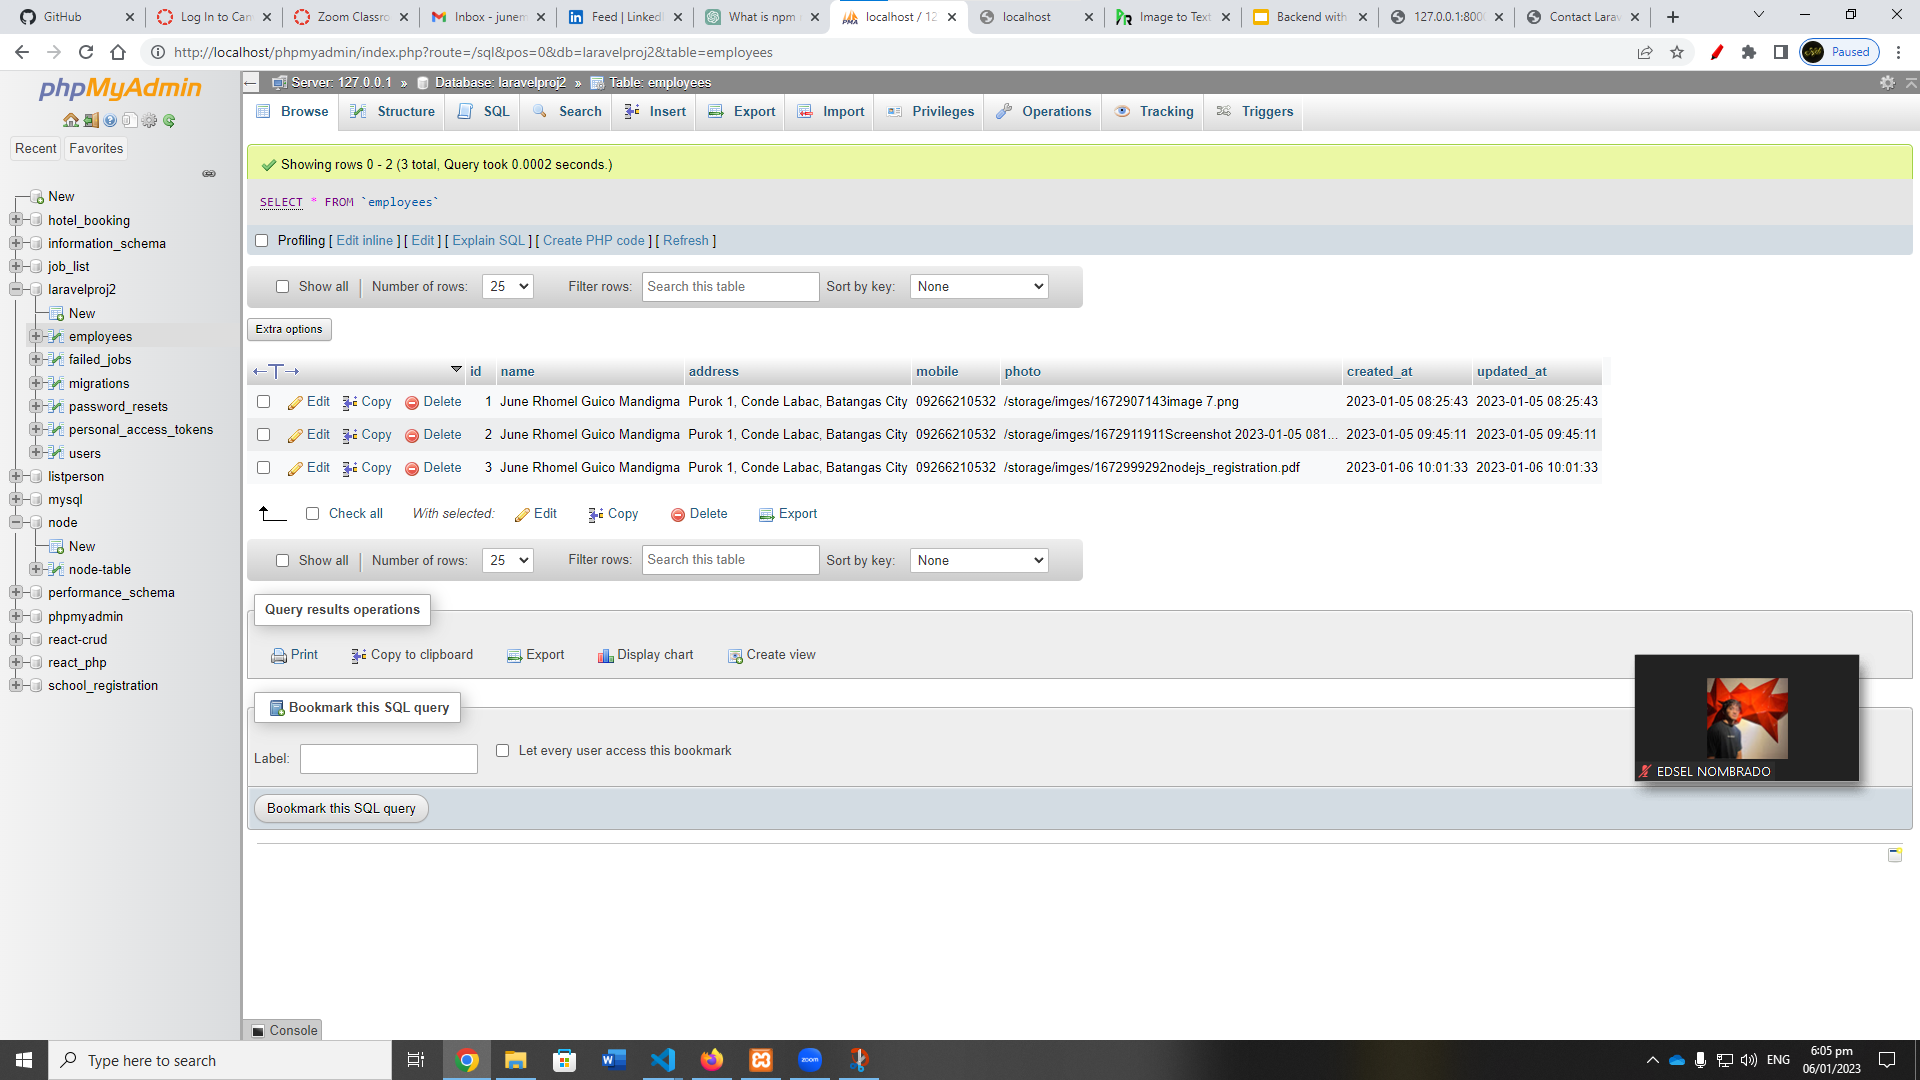 GitHub
Log In to Can
Zoom Classro
Inbox - junem
Feed | LinkedI
What is npm r
localhost / 12
localhost
Image to Text
Backend with
127.0.0.1:8000
Contact Larav
http://localhost/phpmyadmin/index.php?route=/sql&pos=0&db=laravelproj2&table=employees
Paused
phpMyAdmin
Recent
Favorites
New
hotel_booking
information_schema
job_list
laravelproj2
New
employees
failed_jobs
migrations
password_resets
personal_access_tokens
users
listperson
mysql
node
New
node-table
performance_schema
phpmyadmin
react-crud
react_php
school_registration
Server: 127.0.0.1 » Database: laravelproj2 » Table: employees
Browse Structure SQL Search Insert Export Import Privileges Operations Tracking Triggers
Showing rows 0 - 2 (3 total, Query took 0.0002 seconds.)
SELECT * FROM `employees`
Profiling [ Edit inline ] [ Edit ] [ Explain SQL ] [ Create PHP code ] [ Refresh ]
Show all Number of rows: 25 Filter rows: Search this table Sort by key: None
Extra options
id name address mobile photo created_at updated_at
Edit Copy Delete 1 June Rhomel Guico Mandigma Purok 1, Conde Labac, Batangas City 09266210532 /storage/imges/1672907143image 7.png 2023-01-05 08:25:43 2023-01-05 08:25:43
Edit Copy Delete 2 June Rhomel Guico Mandigma Purok 1, Conde Labac, Batangas City 09266210532 /storage/imges/1672911911Screenshot 2023-01-05 081... 2023-01-05 09:45:11 2023-01-05 09:45:11
Edit Copy Delete 3 June Rhomel Guico Mandigma Purok 1, Conde Labac, Batangas City 09266210532 /storage/imges/1672999292nodejs_registration.pdf 2023-01-06 10:01:33 2023-01-06 10:01:33
Check all With selected: Edit Copy Delete Export
Show all Number of rows: 25 Filter rows: Search this table Sort by key: None
Query results operations
Print Copy to clipboard Export Display chart Create view
Bookmark this SQL query
Label: Let every user access this bookmark
Bookmark this SQL query
EDSEL NOMBRADO
Console
Type here to search
zoom
ENG
6:05 pm
06/01/2023